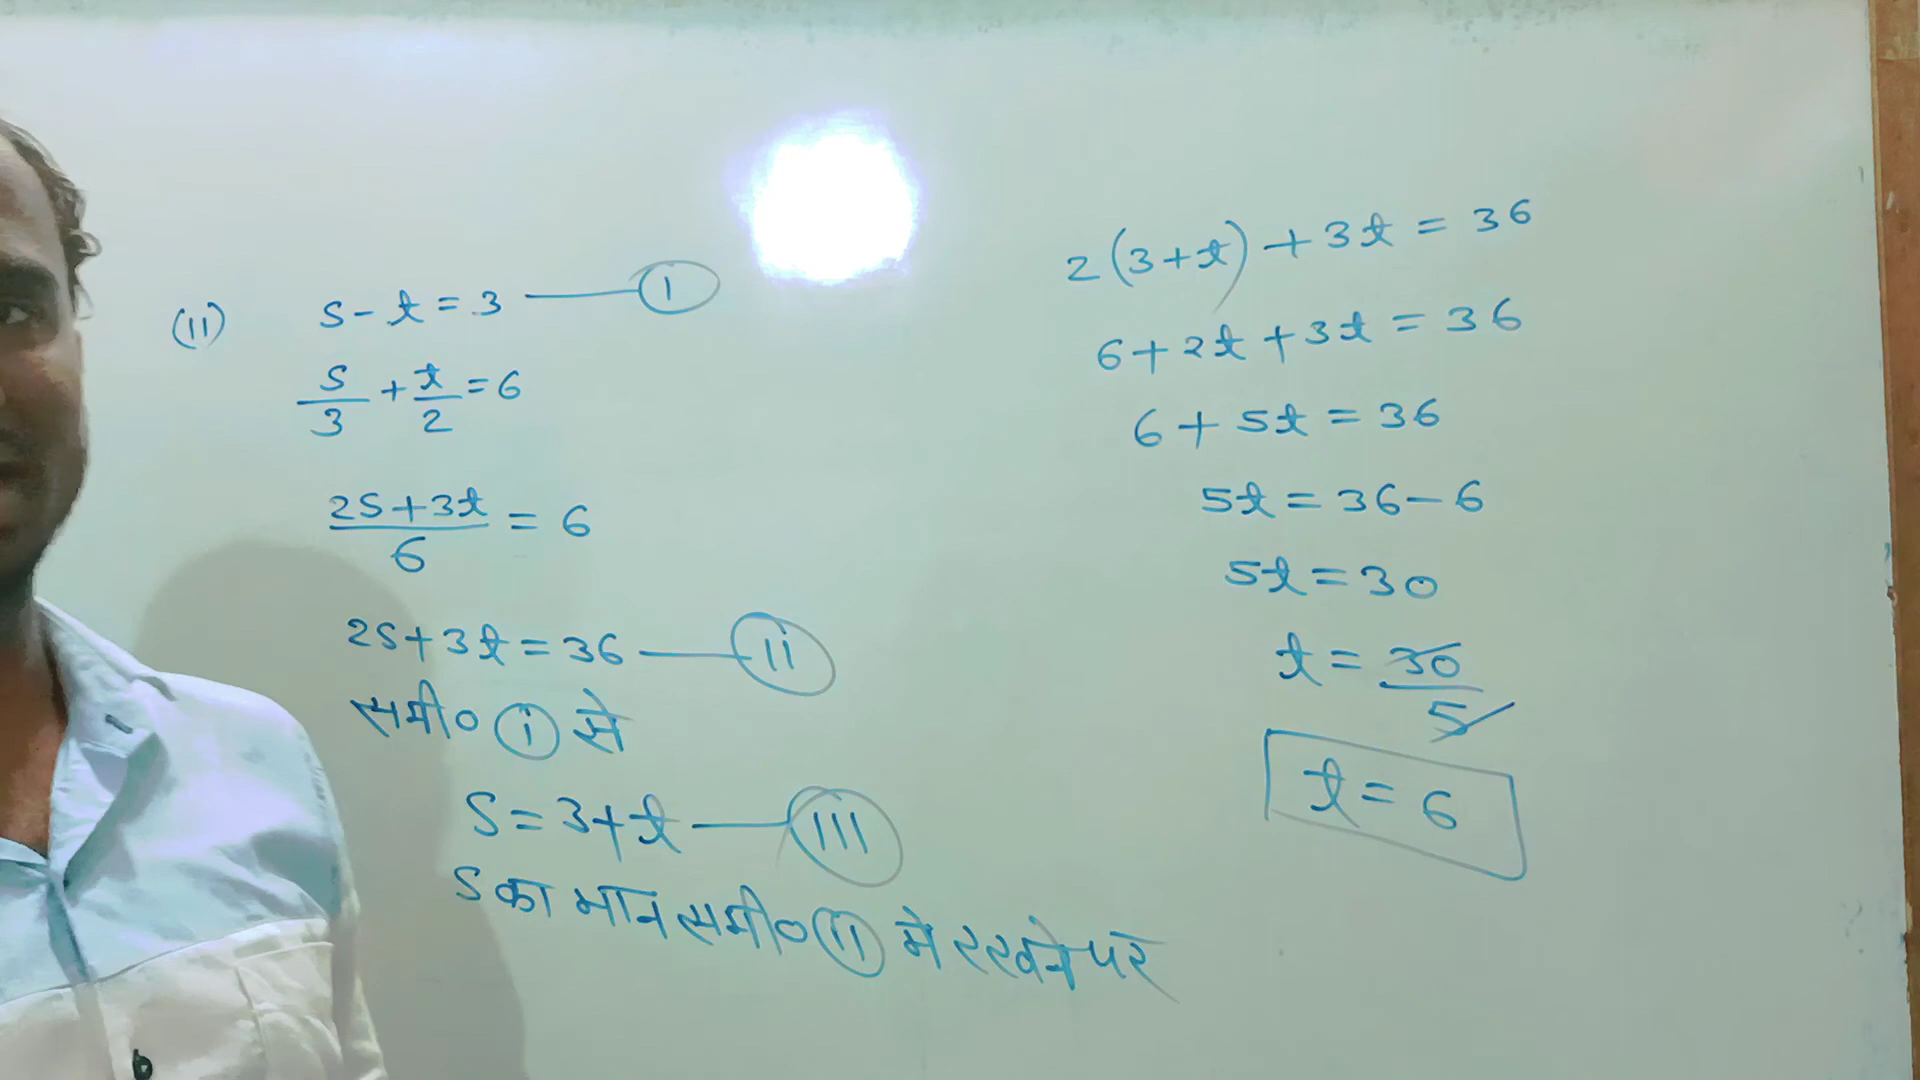 (ii) s - t = 3 —— (i)
s/3 + t/2 = 6
2s+3t/6 = 6
2s+3t = 36 —— (ii)
समी० (i) से
s = 3+t —— (iii)
s का मान समी० (ii) मे रखने पर
2(3+t) + 3t = 36
6+2t+3t = 36
6 + 5t = 36
5t = 36-6
5t = 30
t = 30/5
t = 6